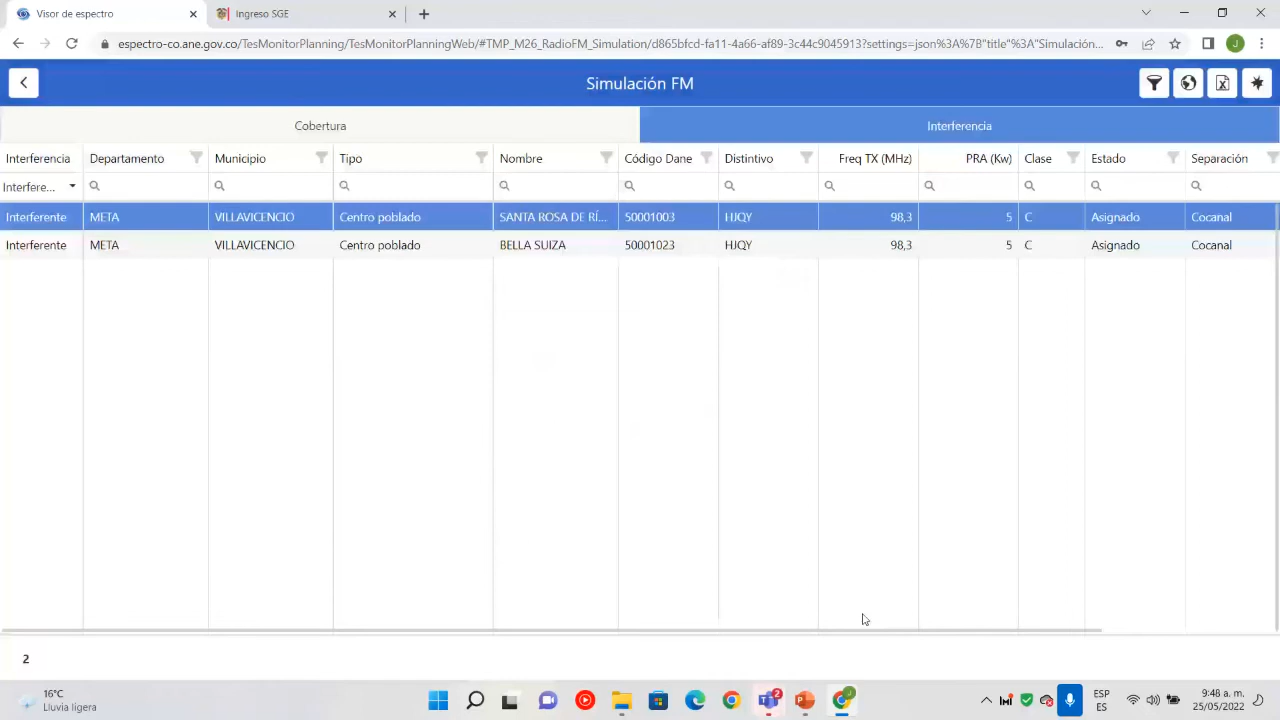 Visor de espectro
Ingreso SGE
espectro-co.ane.gov.co/TesMonitorPlanning/TesMonitorPlanningWeb/#TMP_M26_RadioFM_Simulation/d865bfcd-fa11-4a66-af89-3c44c9045913?settings=json%3A%7B"title"%3A"Simulación...
J
Simulación FM
Cobertura Interferencia
Interferencia Departamento Municipio Tipo Nombre Código Dane Distintivo Freq TX (MHz) PRA (Kw) Clase Estado Separación
Interfere...
Interferente META VILLAVICENCIO Centro poblado SANTA ROSA DE RÍ... 50001003 HJQY 98,3 5 C Asignado Cocanal
Interferente META VILLAVICENCIO Centro poblado BELLA SUIZA 50001023 HJQY 98,3 5 C Asignado Cocanal
2
16°C
Lluvia ligera
2
ESP
ES
9:48 a. m.
25/05/2022